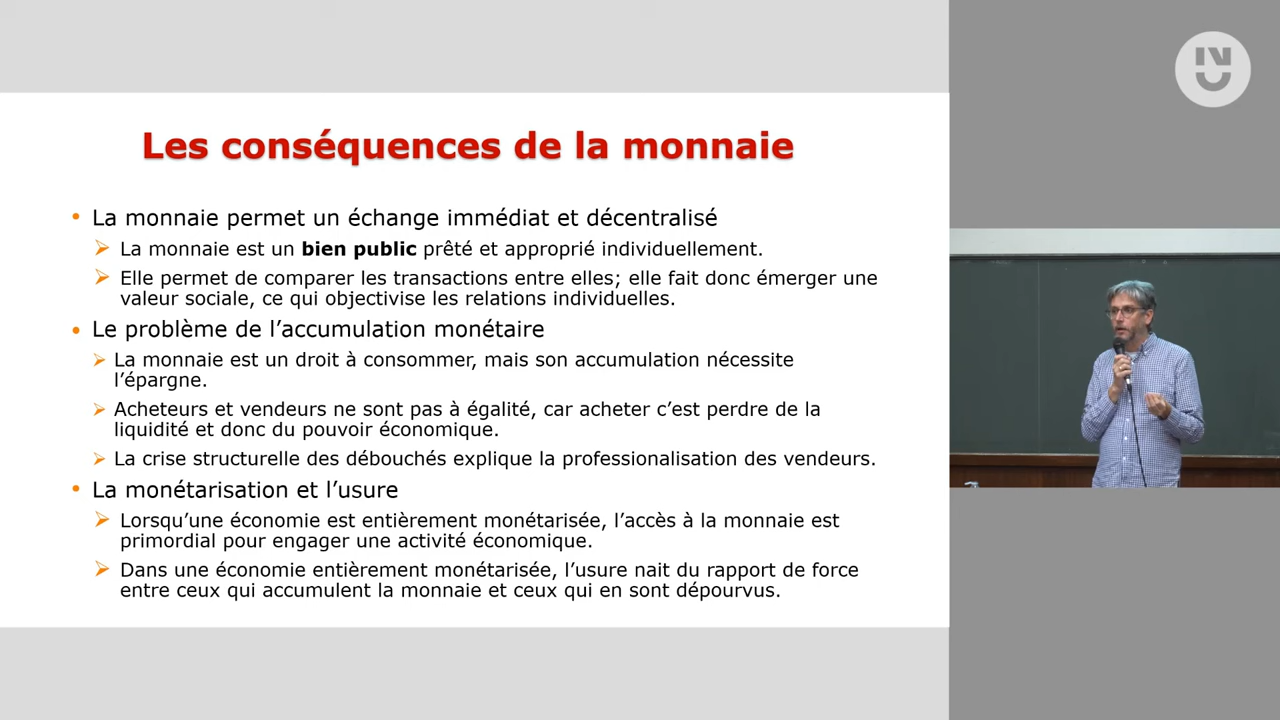 Les conséquences de la monnaie
• La monnaie permet un échange immédiat et décentralisé
➢ La monnaie est un bien public prêté et approprié individuellement.
➢ Elle permet de comparer les transactions entre elles; elle fait donc émerger une
valeur sociale, ce qui objectivise les relations individuelles.
• Le problème de l’accumulation monétaire
➢ La monnaie est un droit à consommer, mais son accumulation nécessite
l’épargne.
➢ Acheteurs et vendeurs ne sont pas à égalité, car acheter c’est perdre de la
liquidité et donc du pouvoir économique.
➢ La crise structurelle des débouchés explique la professionalisation des vendeurs.
• La monétarisation et l’usure
➢ Lorsqu’une économie est entièrement monétarisée, l’accès à la monnaie est
primordial pour engager une activité économique.
➢ Dans une économie entièrement monétarisée, l’usure nait du rapport de force
entre ceux qui accumulent la monnaie et ceux qui en sont dépourvus.